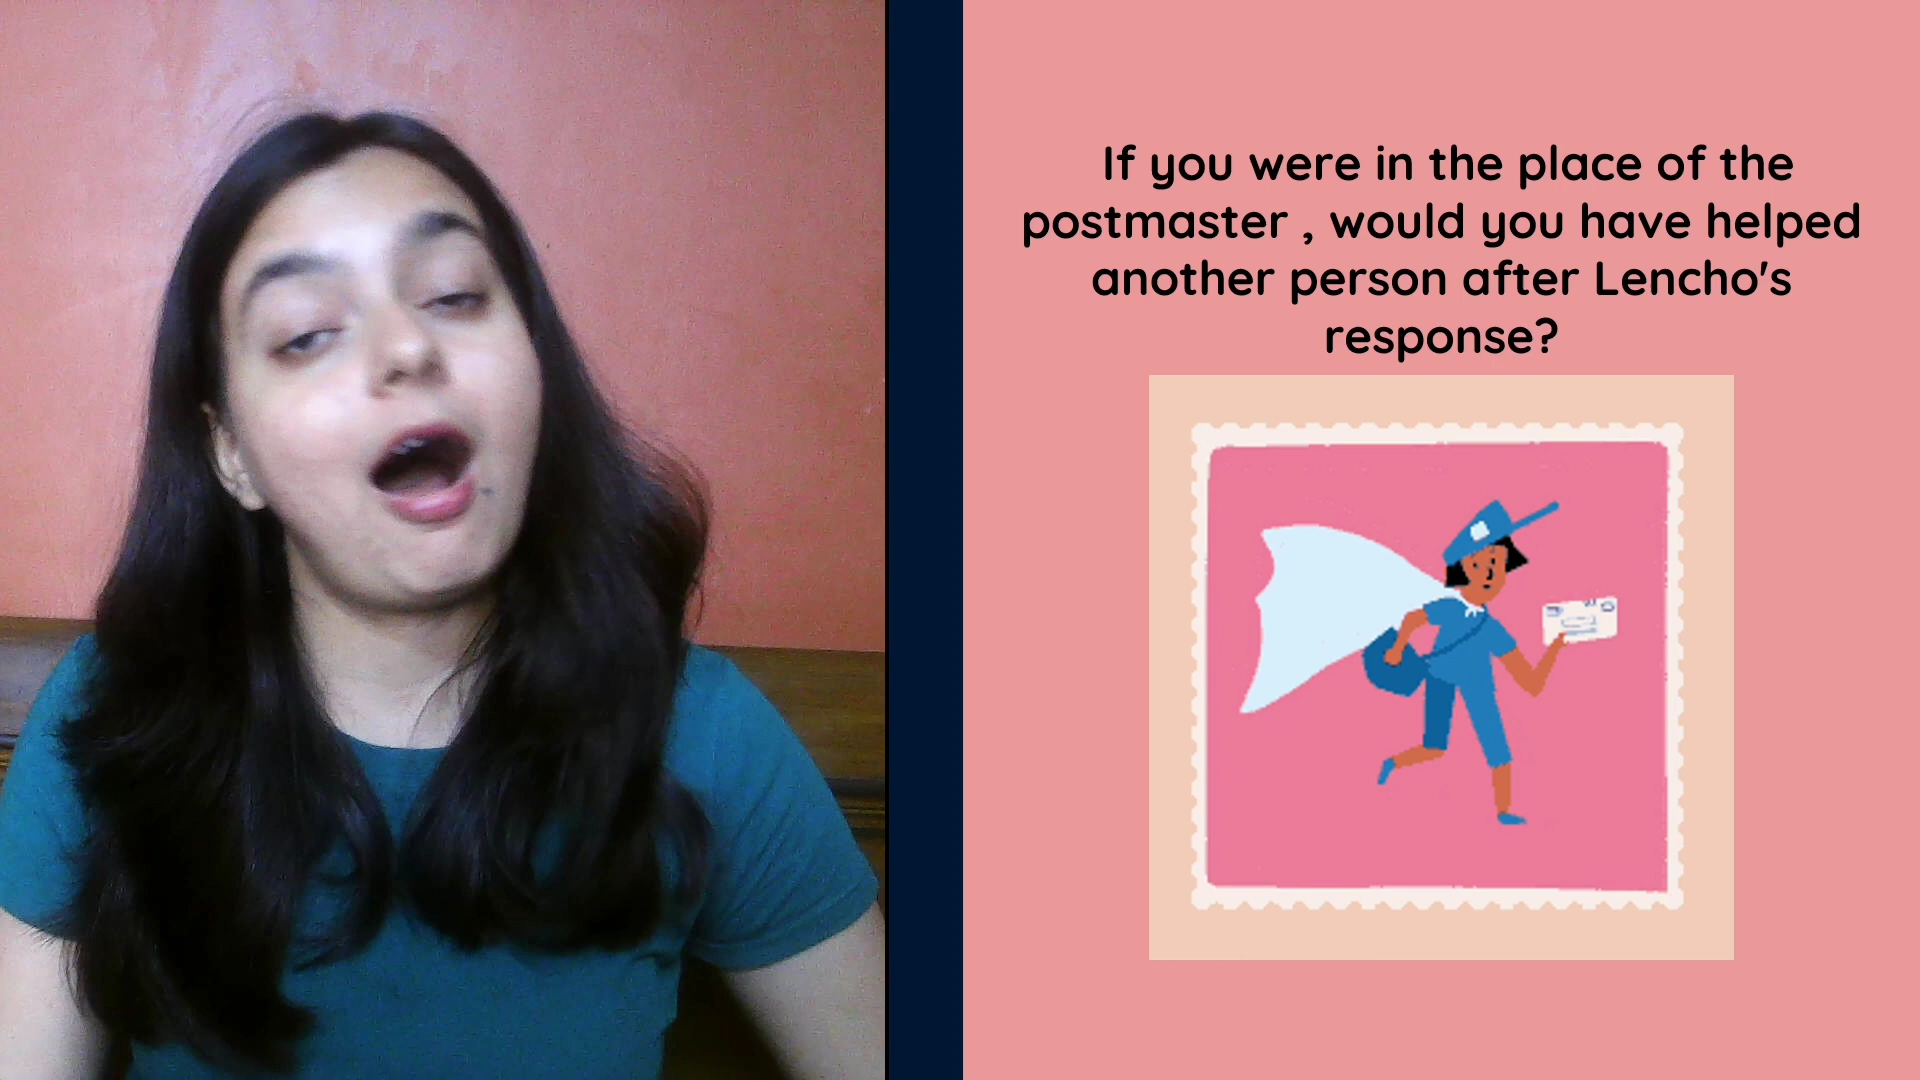 If you were in the place of the
postmaster , would you have helped
another person after Lencho's
response?